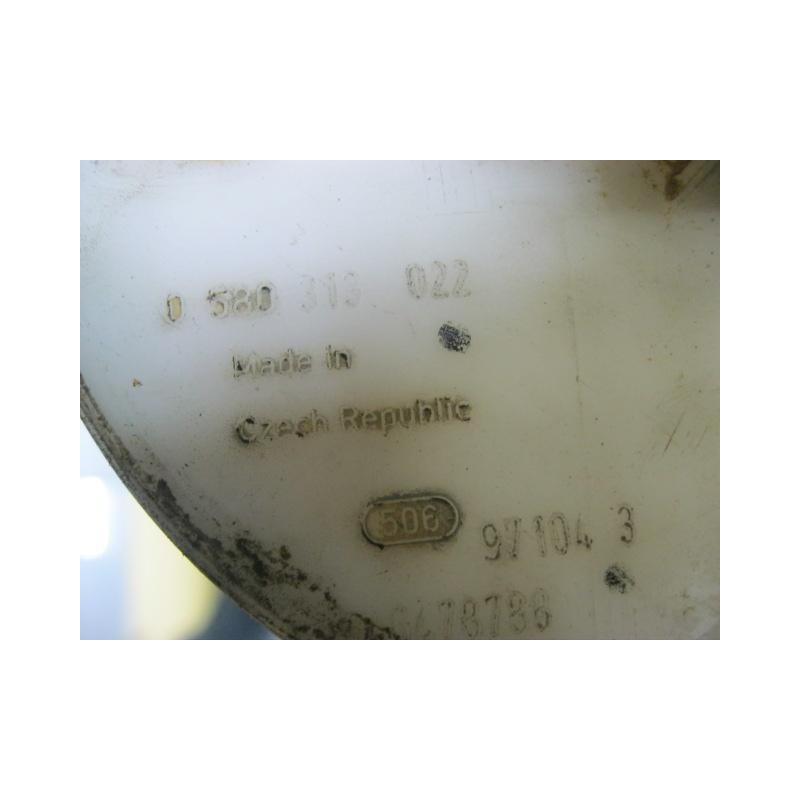 0 580 313 022
Made in
Czech Republic
506
97104 3